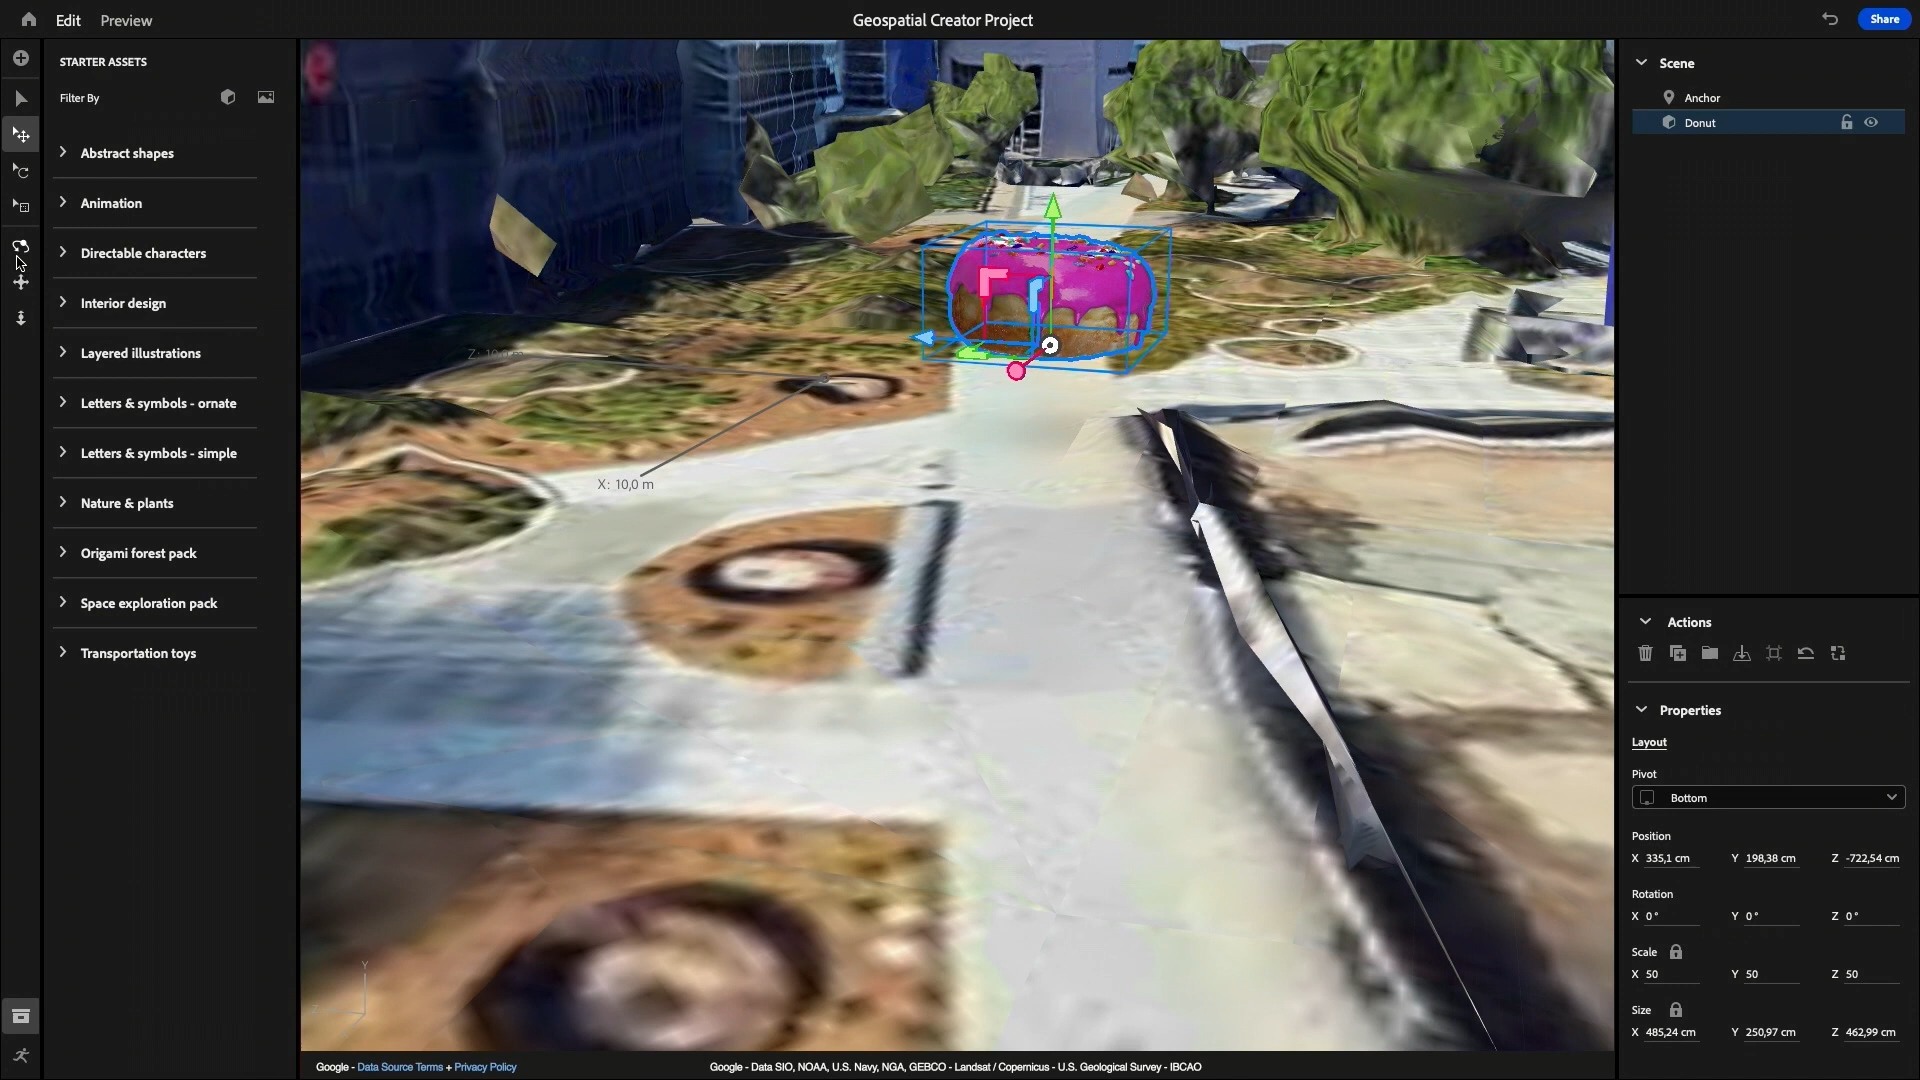 Edit Preview Geospatial Creator Project Share
STARTER ASSETS
Filter By
Abstract shapes
Animation
Directable characters
Interior design
Layered illustrations
Letters & symbols - ornate
Letters & symbols - simple
Nature & plants
Origami forest pack
Space exploration pack
Transportation toys
Z: 10,0 m
X: 10,0 m
Y
Z
Google - Data Source Terms + Privacy Policy
Google - Data SIO, NOAA, U.S. Navy, NGA, GEBCO - Landsat / Copernicus - U.S. Geological Survey - IBCAO
Scene
Anchor
Donut
Actions
Properties
Layout
Pivot
Bottom
Position
X 335,1 cm Y 198,38 cm Z -722,54 cm
Rotation
X 0° Y 0° Z 0°
Scale
X 50 Y 50 Z 50
Size
X 485,24 cm Y 250,97 cm Z 462,99 cm